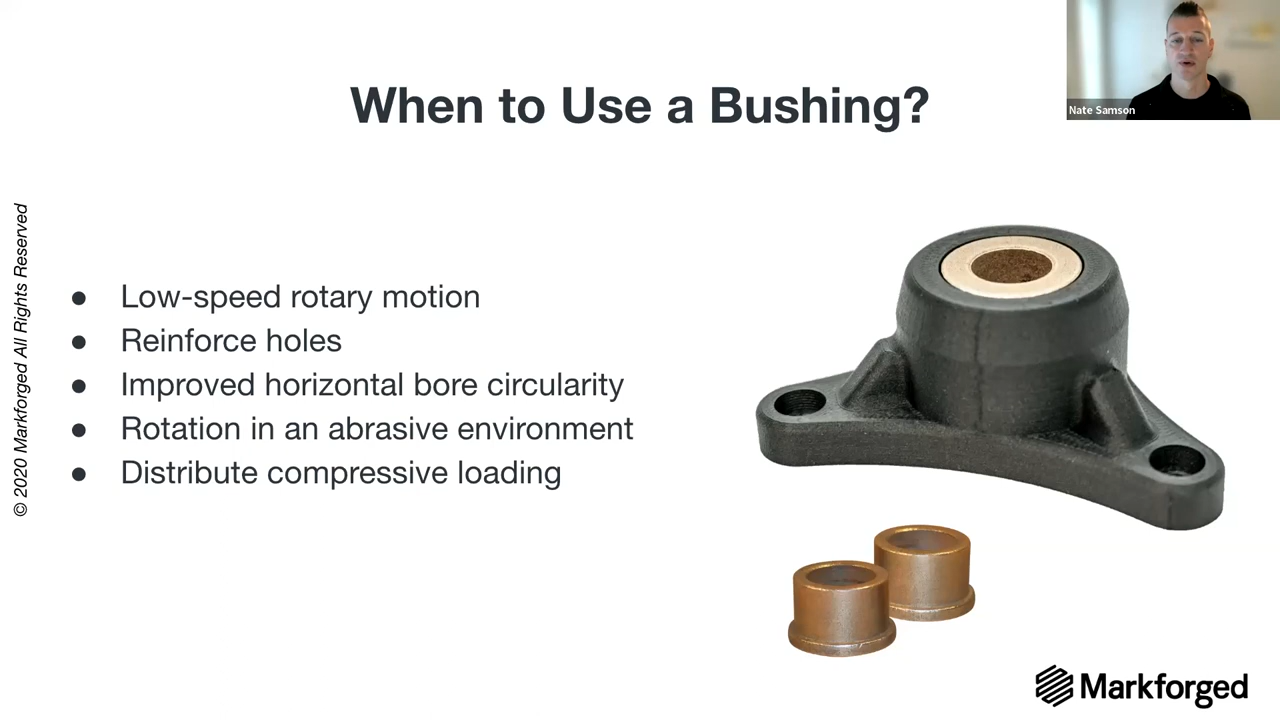 When to Use a Bushing?
Nate Samson
© 2020 Markforged All Rights Reserved
● Low-speed rotary motion
● Reinforce holes
● Improved horizontal bore circularity
● Rotation in an abrasive environment
● Distribute compressive loading
Markforged